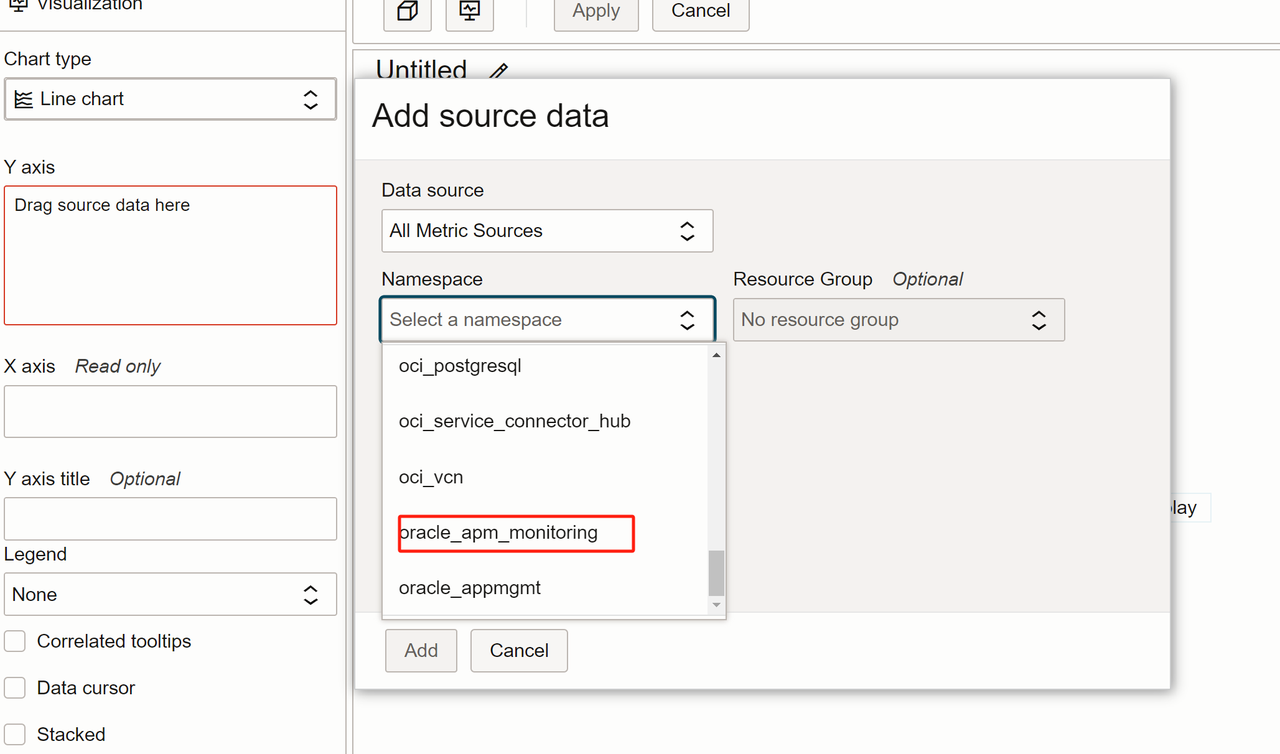 Visualization
Chart type
Line chart
Y axis
Drag source data here
X axis Read only
Y axis title Optional
Legend
None
Correlated tooltips
Data cursor
Stacked
Apply Cancel
Untitled
Add source data
Data source
All Metric Sources
Namespace
Select a namespace
Resource Group Optional
No resource group
oci_postgresql
oci_service_connector_hub
oci_vcn
oracle_apm_monitoring
oracle_appmgmt
Add Cancel